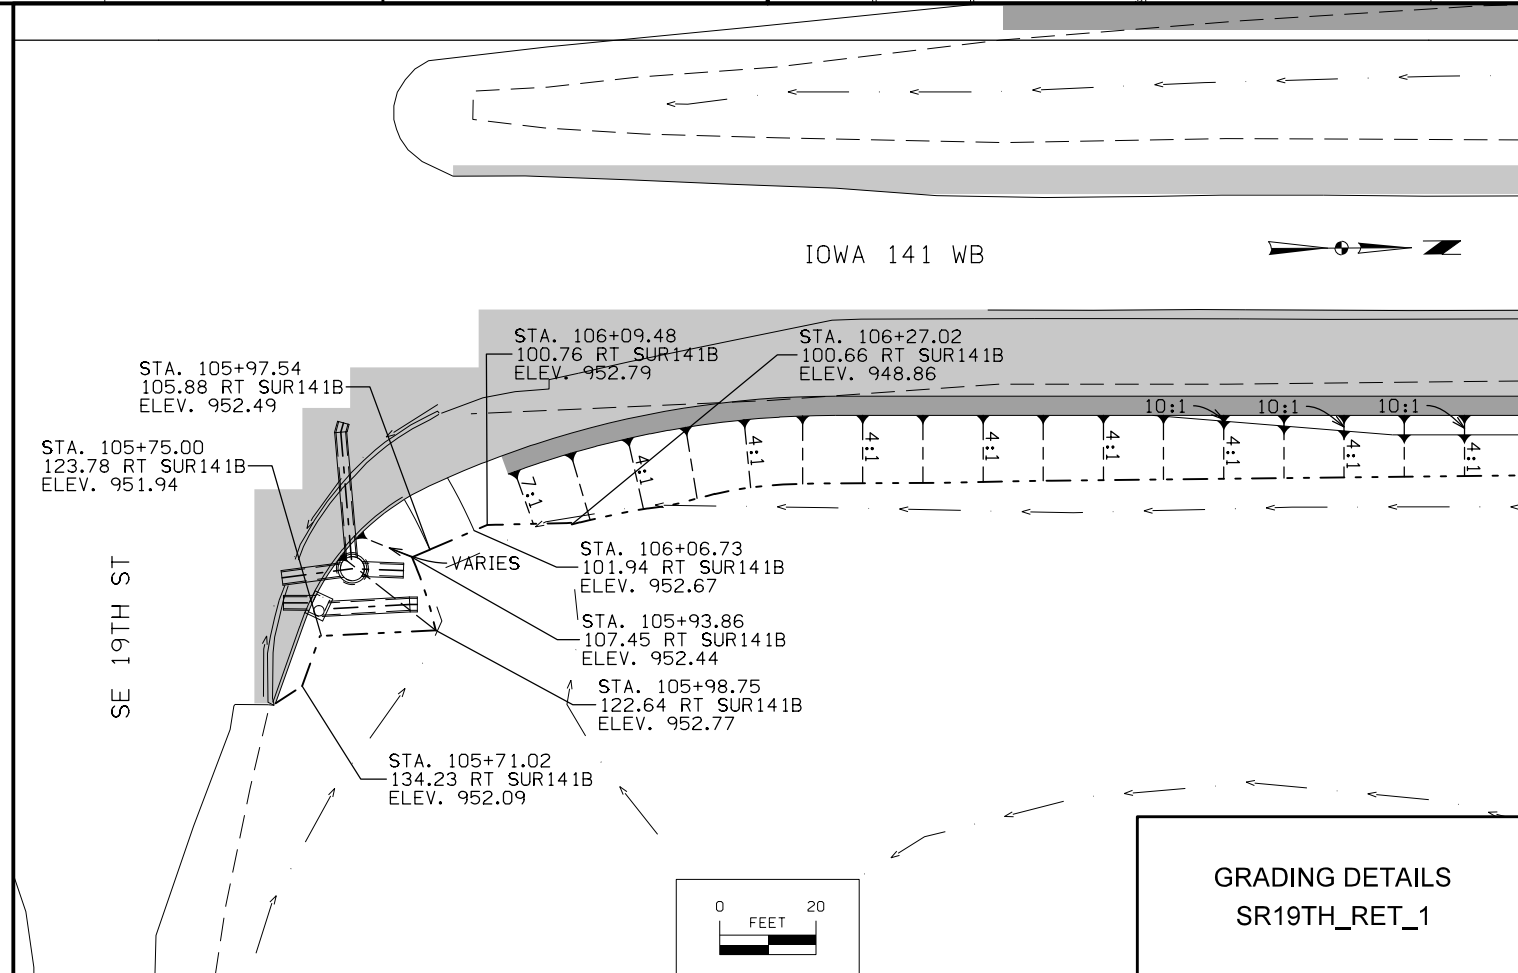 IOWA 141 WB
STA. 106+09.48
100.76 RT SUR141B
ELEV. 952.79
STA. 106+27.02
100.66 RT SUR141B
ELEV. 948.86
STA. 105+97.54
105.88 RT SUR141B
ELEV. 952.49
10:1
10:1
10:1
STA. 105+75.00
123.78 RT SUR141B
ELEV. 951.94
7:1
4:1
4:1
4:1
4:1
4:1
4:1
4:1
VARIES
STA. 106+06.73
101.94 RT SUR141B
ELEV. 952.67
SE 19TH ST
STA. 105+93.86
107.45 RT SUR141B
ELEV. 952.44
STA. 105+98.75
122.64 RT SUR141B
ELEV. 952.77
STA. 105+71.02
134.23 RT SUR141B
ELEV. 952.09
0 20
FEET
GRADING DETAILS
SR19TH_RET_1